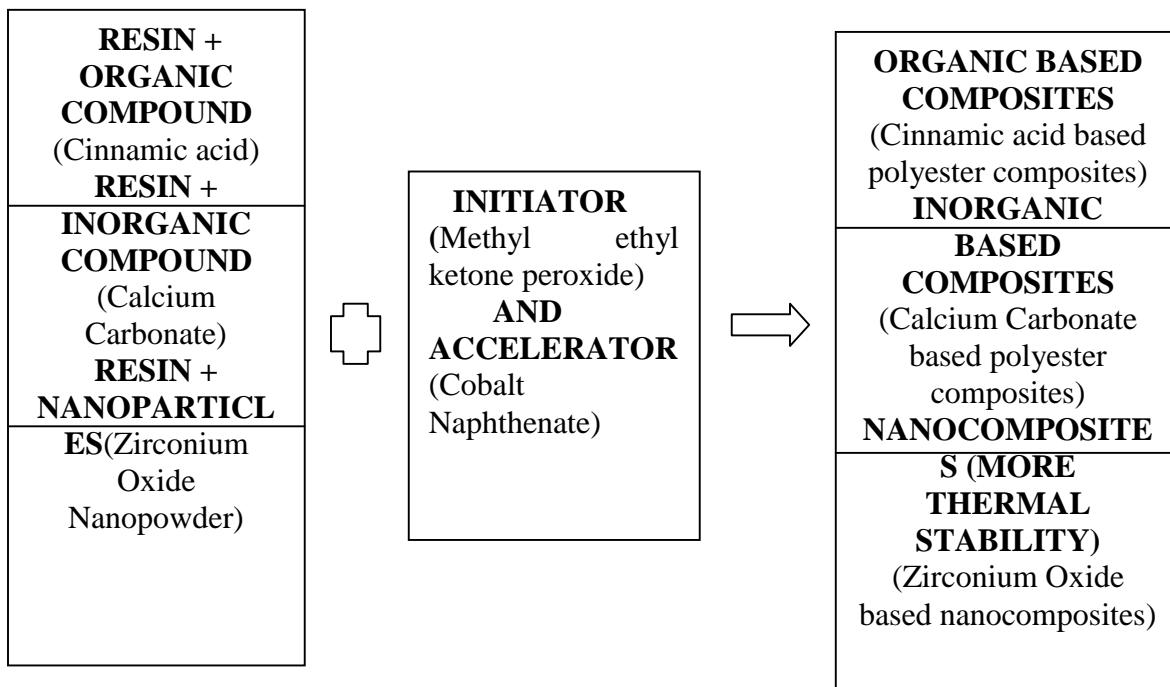 RESIN +
ORGANIC
COMPOUND
(Cinnamic acid)
RESIN +
INORGANIC
COMPOUND
(Calcium
Carbonate)
RESIN +
NANOPARTICL
ES(Zirconium
Oxide
Nanopowder)
INITIATOR
(Methyl ethyl
ketone peroxide)
AND
ACCELERATOR
(Cobalt
Naphthenate)
ORGANIC BASED
COMPOSITES
(Cinnamic acid based
polyester composites)
INORGANIC
BASED
COMPOSITES
(Calcium Carbonate
based polyester
composites)
NANOCOMPOSITE
S (MORE
THERMAL
STABILITY)
(Zirconium Oxide
based nanocomposites)